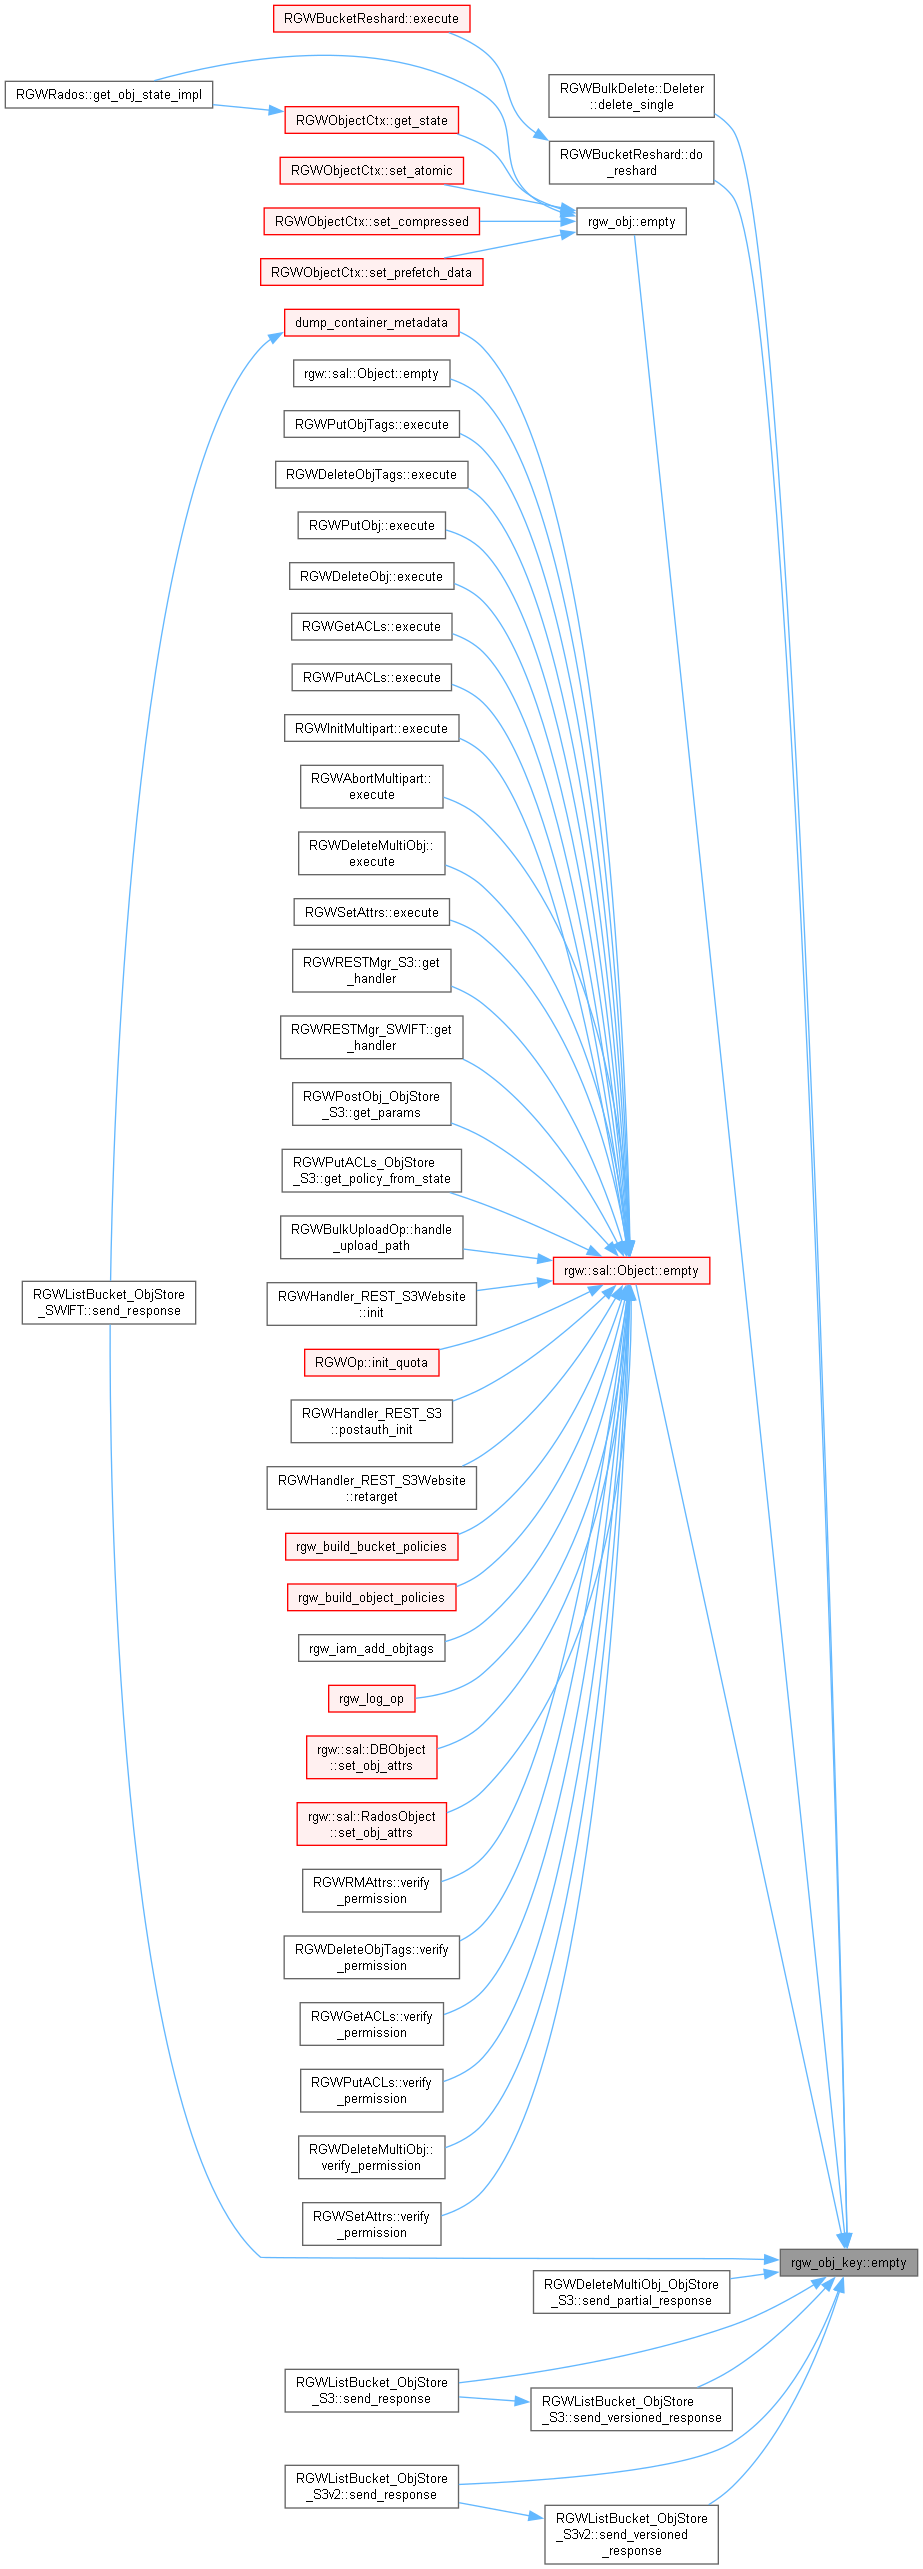 RGWBucketReshard::execute
RGWRados::get_obj_state_impl
RGWBulkDelete::Deleter
::delete_single
RGWObjectCtx::get_state
RGWBucketReshard::do
_reshard
RGWObjectCtx::set_atomic
RGWObjectCtx::set_compressed
rgw_obj::empty
RGWObjectCtx::set_prefetch_data
dump_container_metadata
rgw::sal::Object::empty
RGWPutObjTags::execute
RGWDeleteObjTags::execute
RGWPutObj::execute
RGWDeleteObj::execute
RGWGetACLs::execute
RGWPutACLs::execute
RGWInitMultipart::execute
RGWAbortMultipart::
execute
RGWDeleteMultiObj::
execute
RGWSetAttrs::execute
RGWRESTMgr_S3::get
_handler
RGWRESTMgr_SWIFT::get
_handler
RGWPostObj_ObjStore
_S3::get_params
RGWPutACLs_ObjStore
_S3::get_policy_from_state
RGWBulkUploadOp::handle
_upload_path
rgw::sal::Object::empty
RGWListBucket_ObjStore
_SWIFT::send_response
RGWHandler_REST_S3Website
::init
RGWOp::init_quota
RGWHandler_REST_S3
::postauth_init
RGWHandler_REST_S3Website
::retarget
rgw_build_bucket_policies
rgw_build_object_policies
rgw_iam_add_objtags
rgw_log_op
rgw::sal::DBObject
::set_obj_attrs
rgw::sal::RadosObject
::set_obj_attrs
RGWRMAttrs::verify
_permission
RGWDeleteObjTags::verify
_permission
RGWGetACLs::verify
_permission
RGWPutACLs::verify
_permission
RGWDeleteMultiObj::
verify_permission
RGWSetAttrs::verify
_permission
rgw_obj_key::empty
RGWDeleteMultiObj_ObjStore
_S3::send_partial_response
RGWListBucket_ObjStore
_S3::send_response
RGWListBucket_ObjStore
_S3::send_versioned_response
RGWListBucket_ObjStore
_S3v2::send_response
RGWListBucket_ObjStore
_S3v2::send_versioned
_response